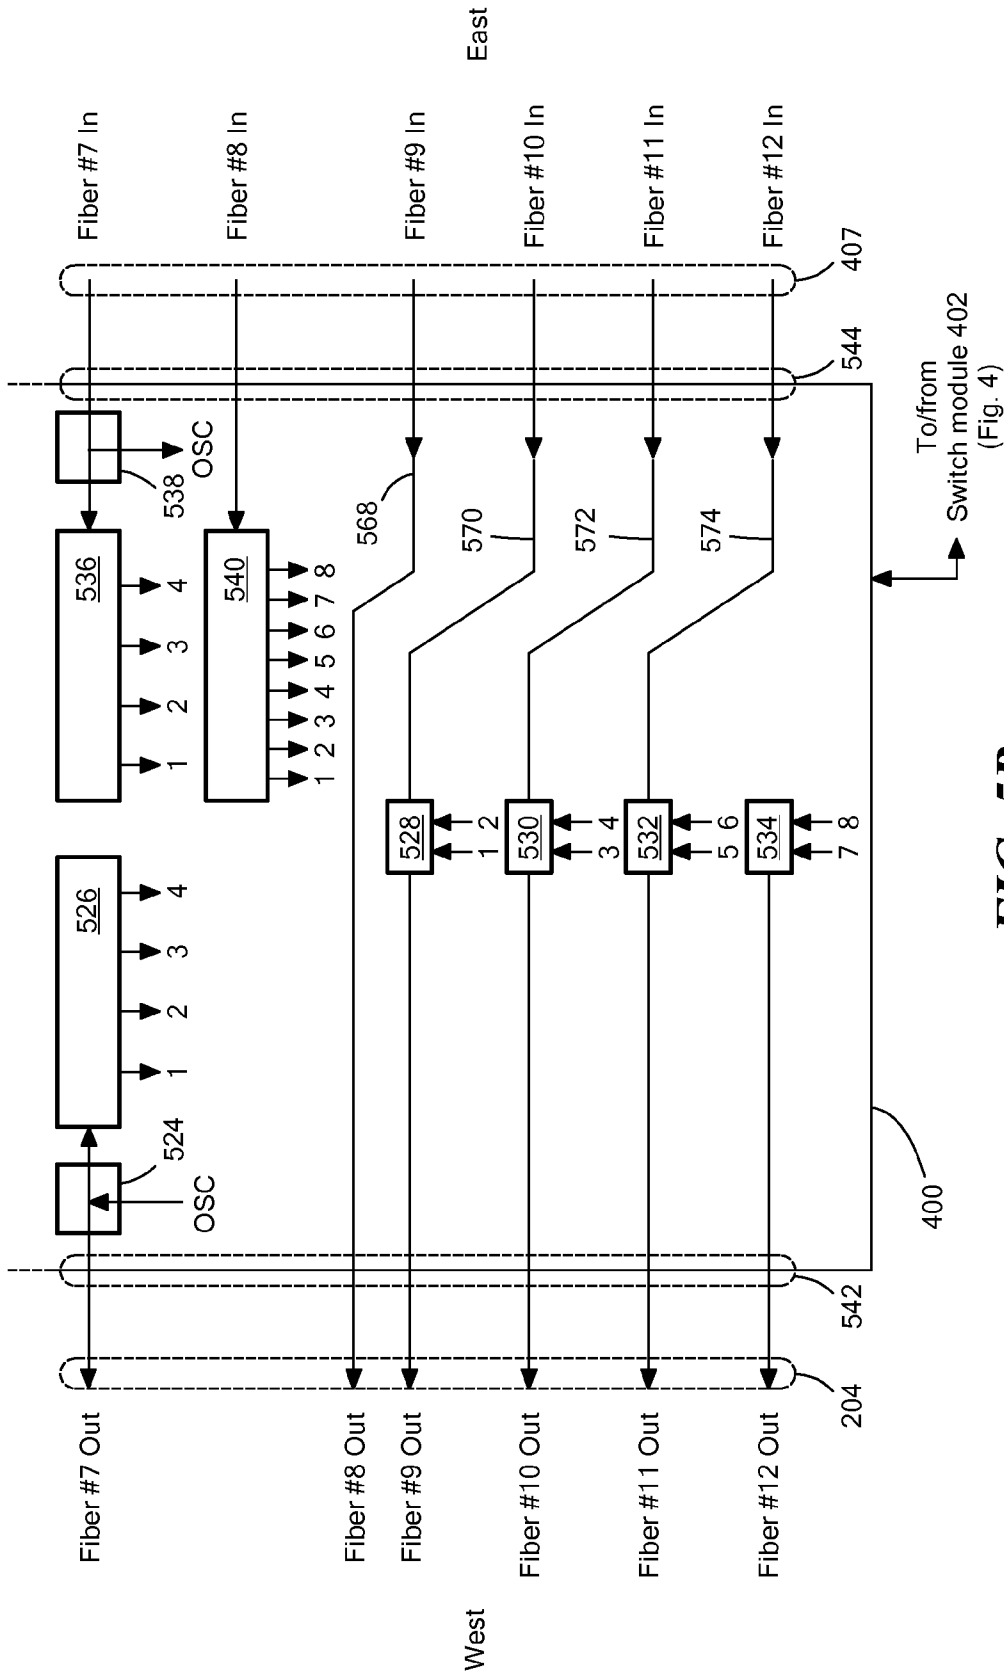 Fiber #7 Out
526
536
Fiber #7 In
1 2 3 4
1 2 3 4
524
538
OSC
OSC
540
Fiber #8 In
1 2 3 4 5 6 7 8
Fiber #8 Out
568
Fiber #9 Out
528
Fiber #9 In
1 2
570
West
East
Fiber #10 Out
530
Fiber #10 In
3 4
572
Fiber #11 Out
532
Fiber #11 In
5 6
574
Fiber #12 Out
534
Fiber #12 In
7 8
204
542
544
407
400
To/from
Switch module 402
(Fig. 4)